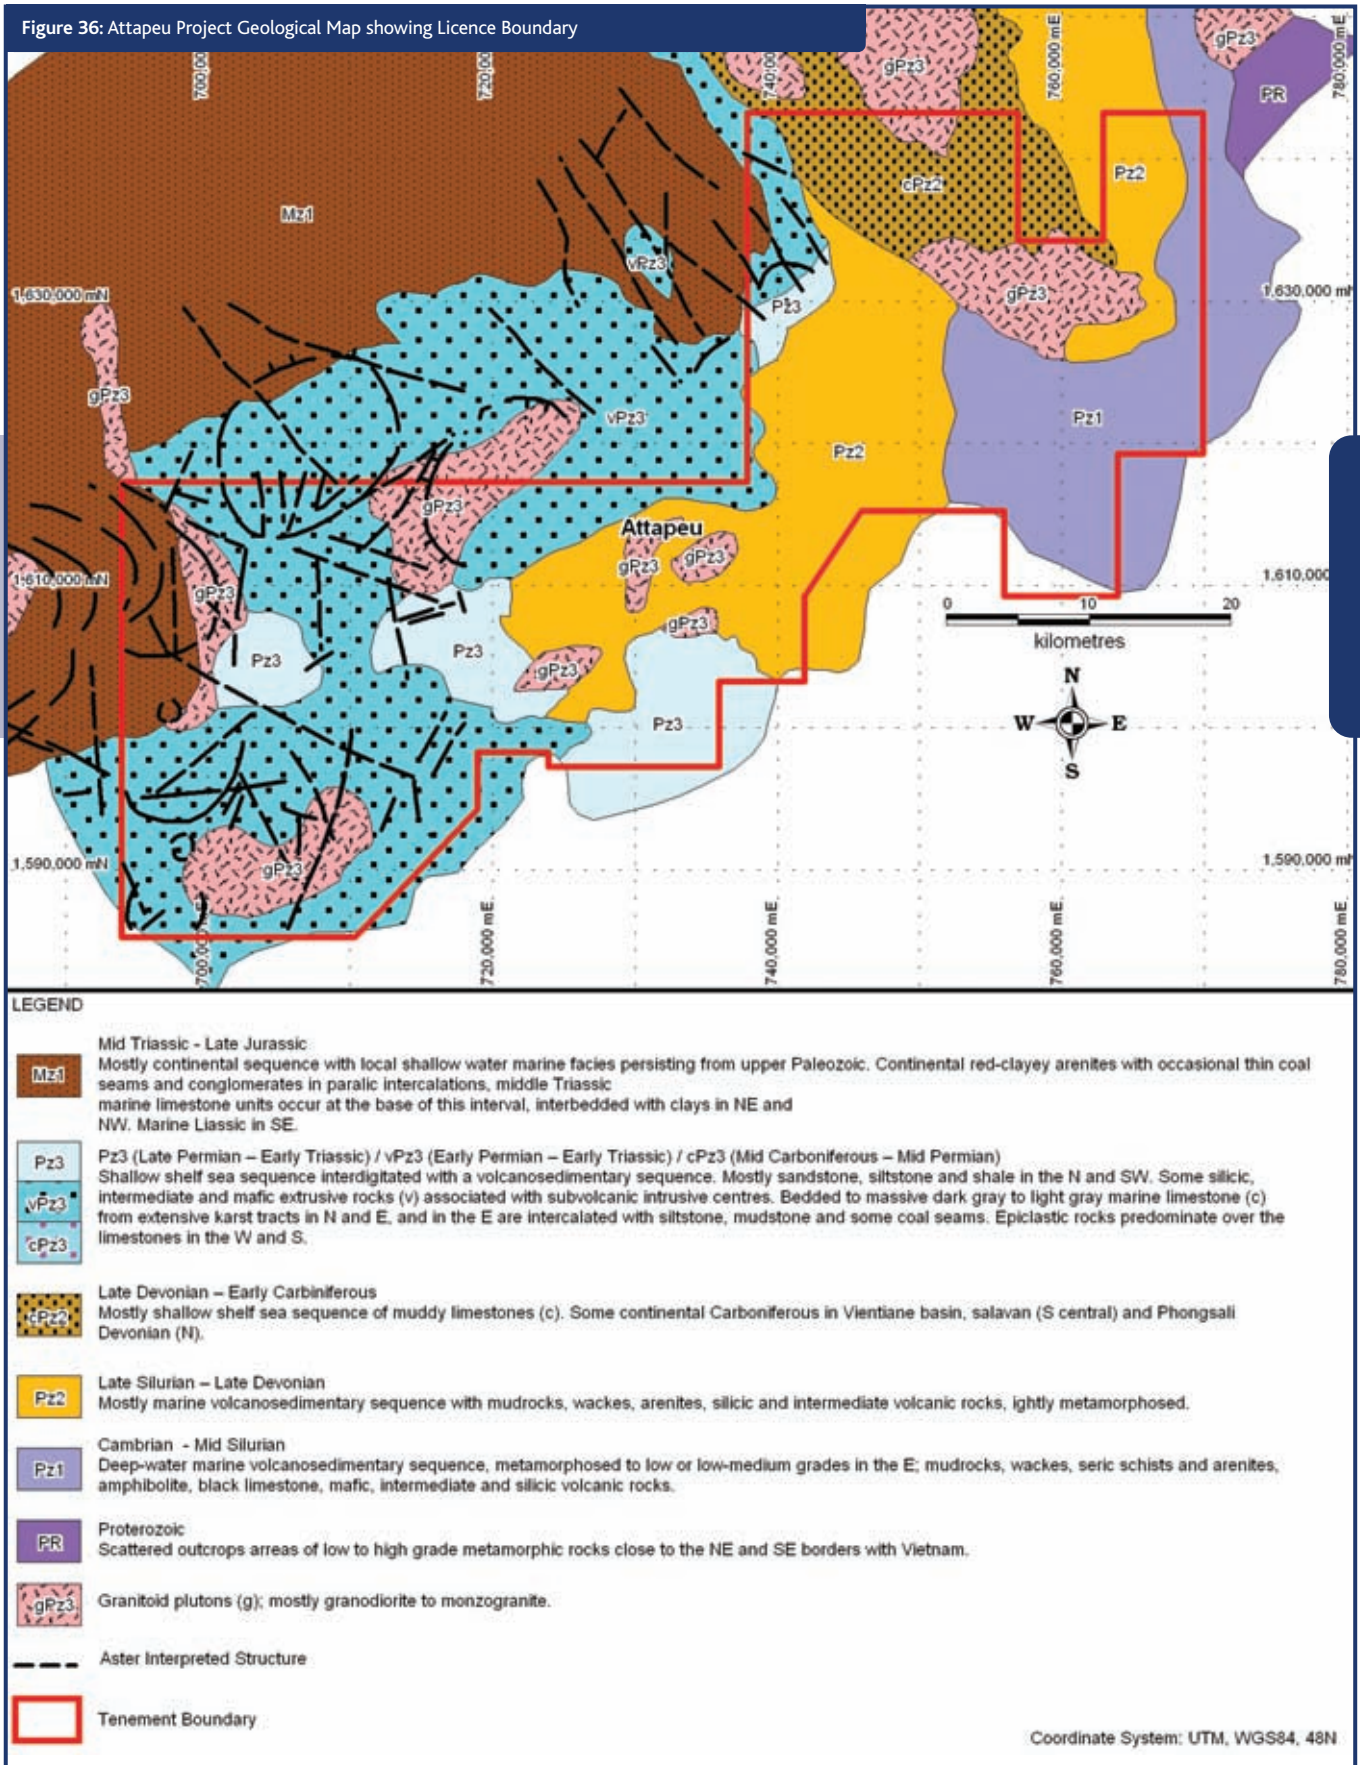 Figure 36: Attapeu Project Geological Map showing Licence Boundary
740,00
760,000 mE
780,000 mE
gPz3
gPz3
PR
Pz2
cPz2
Mz1
vPz3
gPz3
Pz3
1,630,000 mN
1,630,000 mN
gPz3
vPz3
Pz1
Pz2
gPz3
Attapeu
gPz3
gPz3
1,610,000 mN
1,610,000
gPz3
0 10 20
kilometres
gPz3
Pz3
Pz3
gPz3
Pz3
N
W E
S
1,590,000 mN
1,590,000 mN
gPz3
700,000 mE
720,000 mE
740,000 mE
760,000 mE
780,000 mE
LEGEND
Mz1
Mid Triassic - Late Jurassic
Mostly continental sequence with local shallow water marine facies persisting from upper Paleozoic. Continental red-clayey arenites with occasional thin coal
seams and conglomerates in paralic intercalations, middle Triassic
marine limestone units occur at the base of this interval, interbedded with clays in NE and
NW. Marine Liassic in SE.
Pz3
vPz3
cPz3
Pz3 (Late Permian – Early Triassic) / vPz3 (Early Permian – Early Triassic) / cPz3 (Mid Carboniferous – Mid Permian)
Shallow shelf sea sequence interdigitated with a volcanosedimentary sequence. Mostly sandstone, siltstone and shale in the N and SW. Some silicic,
intermediate and mafic extrusive rocks (v) associated with subvolcanic intrusive centres. Bedded to massive dark gray to light gray marine limestone (c)
from extensive karst tracts in N and E, and in the E are intercalated with siltstone, mudstone and some coal seams. Epiclastic rocks predominate over the
limestones in the W and S.
cPz2
Late Devonian – Early Carbiniferous
Mostly shallow shelf sea sequence of muddy limestones (c). Some continental Carboniferous in Vientiane basin, salavan (S central) and Phongsali
Devonian (N).
Pz2
Late Silurian – Late Devonian
Mostly marine volcanosedimentary sequence with mudrocks, wackes, arenites, silicic and intermediate volcanic rocks, ightly metamorphosed.
Pz1
Cambrian - Mid Silurian
Deep-water marine volcanosedimentary sequence, metamorphosed to low or low-medium grades in the E; mudrocks, wackes, seric schists and arenites,
amphibolite, black limestone, mafic, intermediate and silicic volcanic rocks.
PR
Proterozoic
Scattered outcrops arreas of low to high grade metamorphic rocks close to the NE and SE borders with Vietnam.
gPz3
Granitoid plutons (g); mostly granodiorite to monzogranite.
Aster Interpreted Structure
Tenement Boundary
Coordinate System: UTM, WGS84, 48N